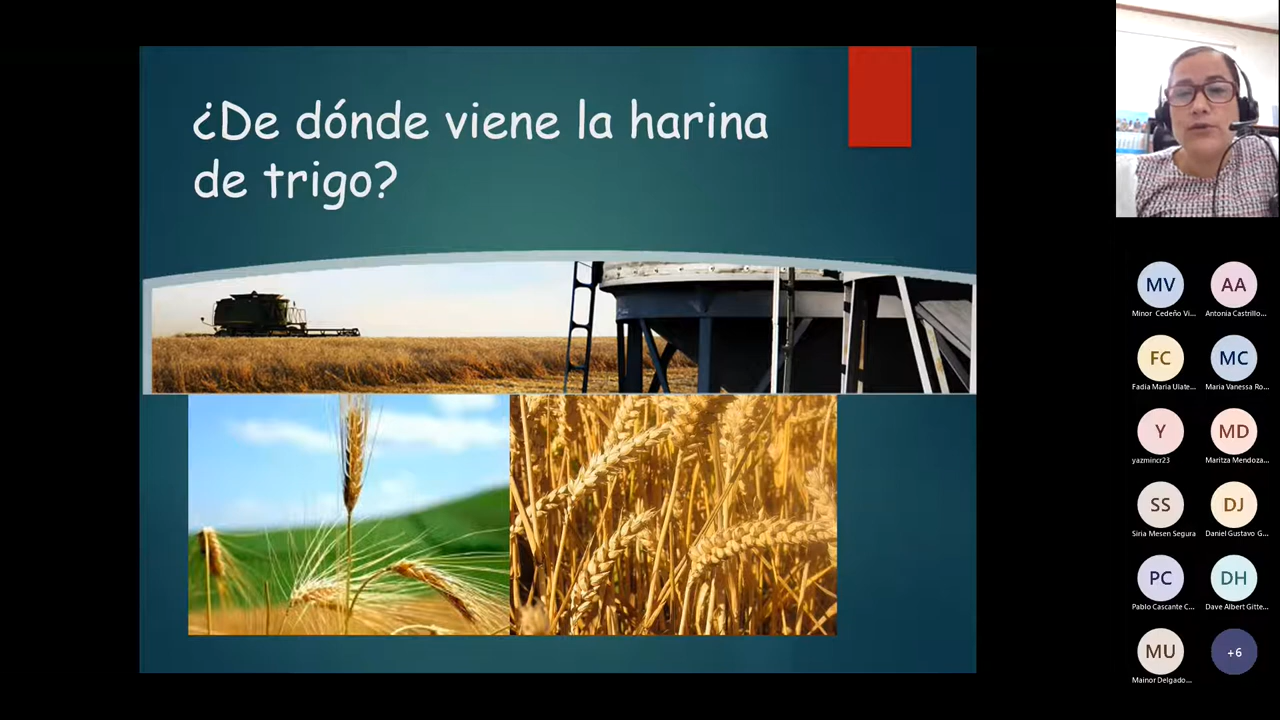 ¿De dónde viene la harina
de trigo?
MV
AA
Minor Cedeño Vi...
Antonia Castrillo...
FC
MC
Fadia Maria Ulate...
Maria Vanessa Ro...
Y
MD
yazmincr23
Maritza Mendoza...
SS
DJ
Siria Mesen Segura
Daniel Gustavo G...
PC
DH
Pablo Cascante C...
Dave Albert Gitte...
MU
+6
Mainor Delgado...